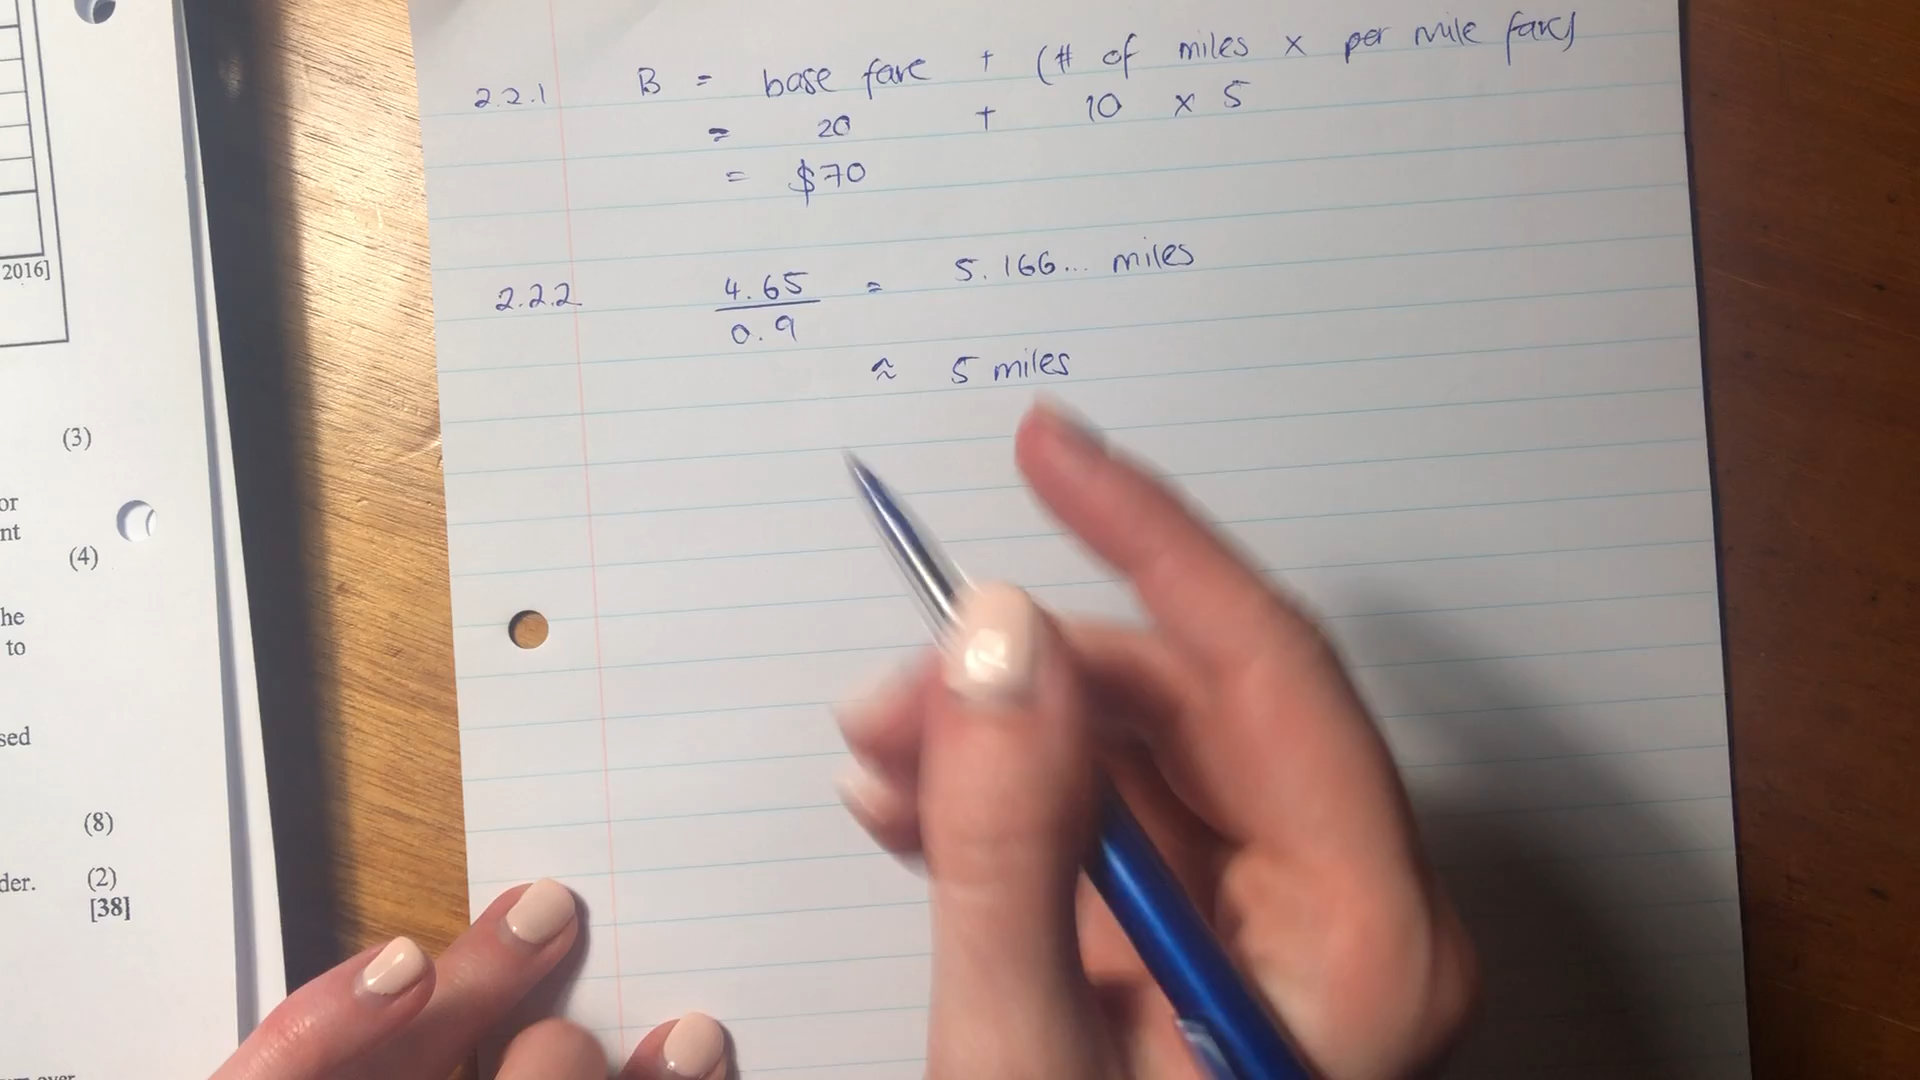 2.2.1 B = base fare + (# of miles x per mile fare)
= 20 + 10 x 5
= $70
2.2.2 4.65 = 5.166... miles
0.9
≈ 5 miles
2016]
(3)
or
nt
(4)
he
to
sed
(8)
der. (2)
[38]